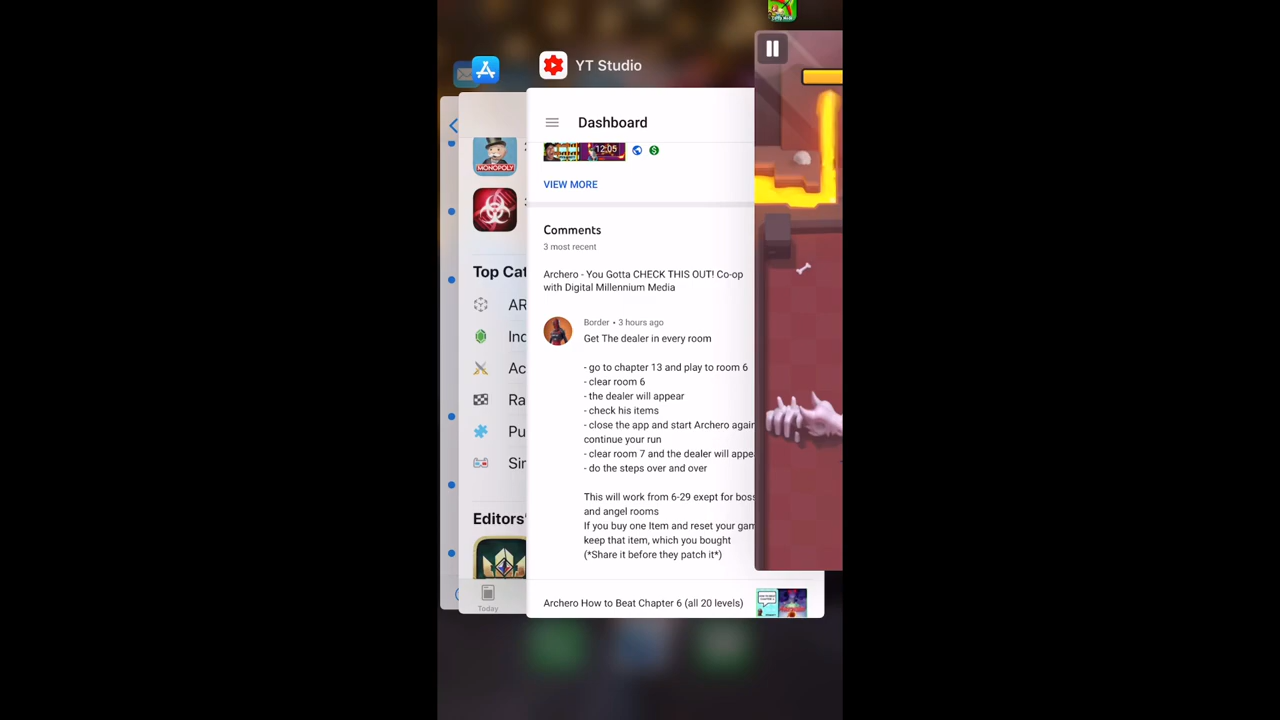 YT Studio
Dashboard
12:05
MONOPOLY
VIEW MORE
Comments
3 most recent
Top Cat
Archero - You Gotta CHECK THIS OUT! Co-op
with Digital Millennium Media
AR
Border • 3 hours ago
Ind
Get The dealer in every room
Ac
- go to chapter 13 and play to room 6
- clear room 6
Ra
- the dealer will appear
- check his items
Pu
- close the app and start Archero again
continue your run
- clear room 7 and the dealer will appe
Sim
- do the steps over and over
This will work from 6-29 exept for boss
and angel rooms
Editors'
If you buy one Item and reset your gam
keep that item, which you bought
(*Share it before they patch it*)
Today
Archero How to Beat Chapter 6 (all 20 levels)